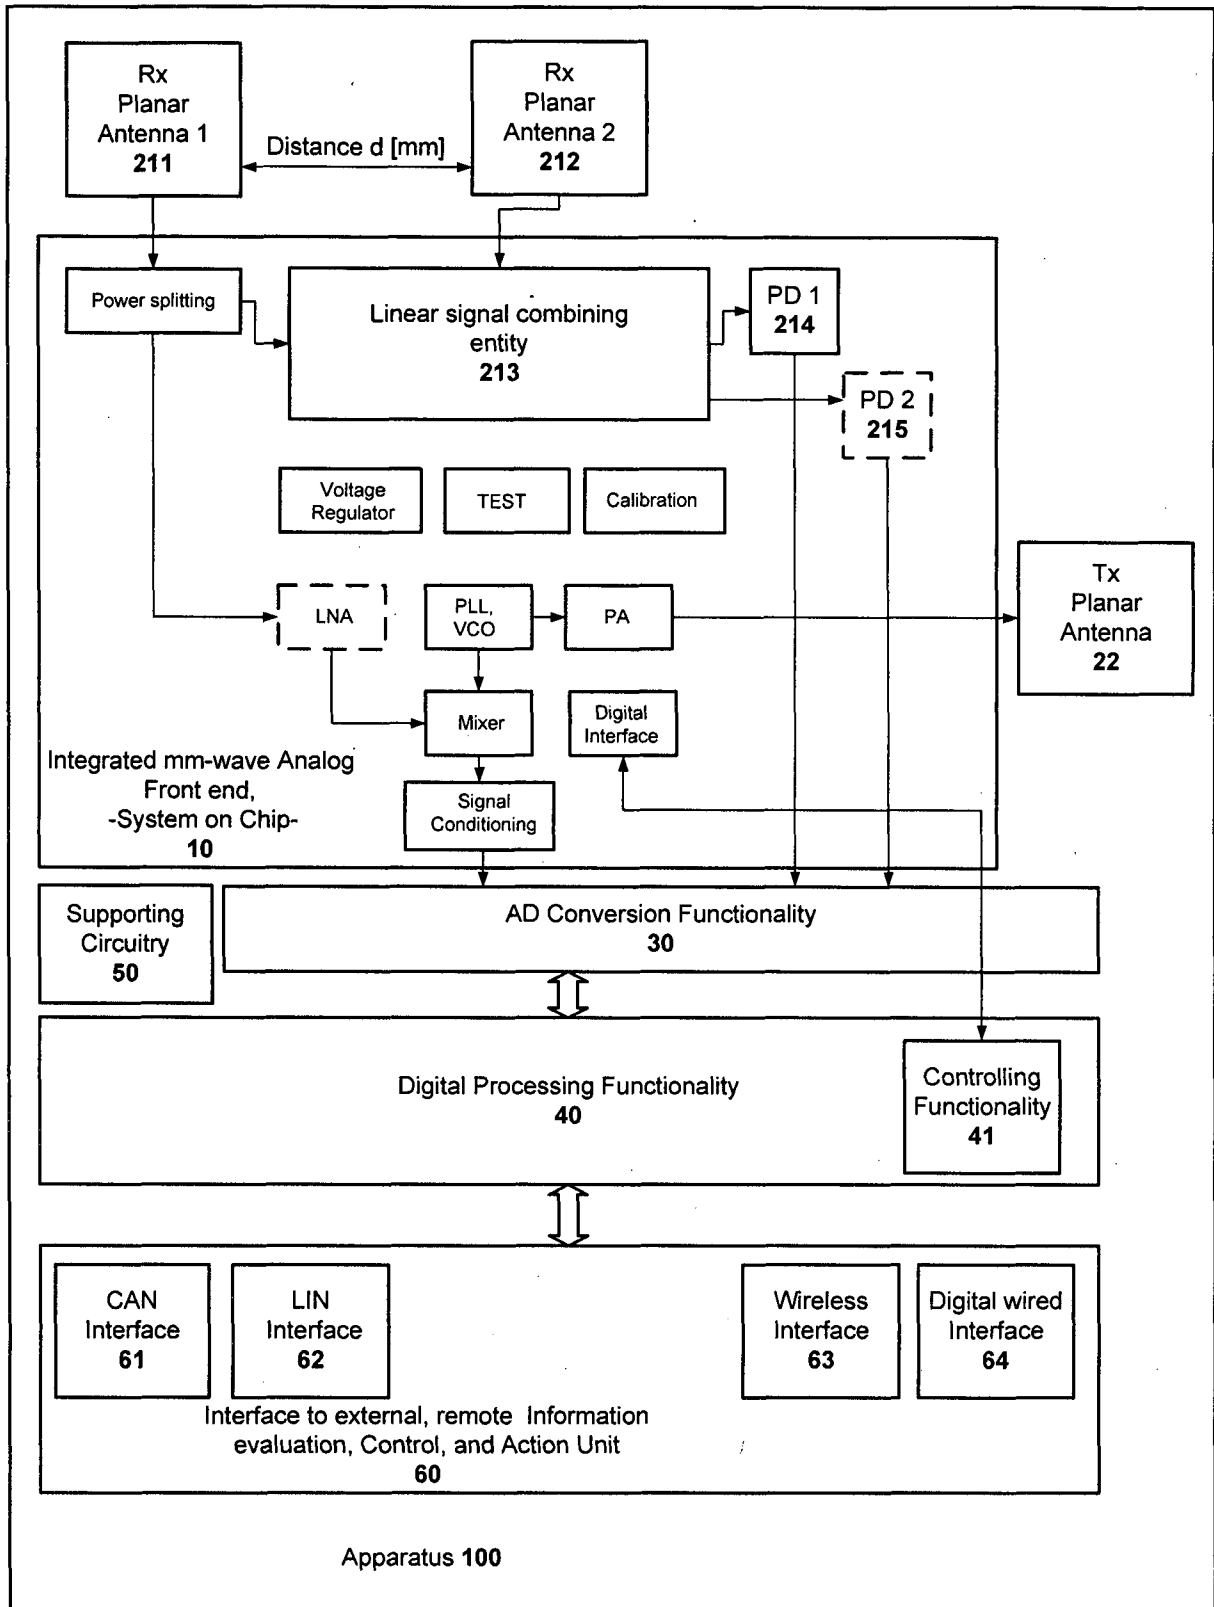 Rx
Planar
Antenna 1
211
Distance d [mm]
Rx
Planar
Antenna 2
212
Power splitting
Linear signal combining
entity
213
PD 1
214
PD 2
215
Voltage
Regulator
TEST
Calibration
LNA
PLL,
VCO
PA
Tx
Planar
Antenna
22
Mixer
Digital
Interface
Signal
Conditioning
Integrated mm-wave Analog
Front end,
-System on Chip-
10
Supporting
Circuitry
50
AD Conversion Functionality
30
Digital Processing Functionality
40
Controlling
Functionality
41
CAN
Interface
61
LIN
Interface
62
Wireless
Interface
63
Digital wired
Interface
64
Interface to external, remote Information
evaluation, Control, and Action Unit
60
Apparatus 100